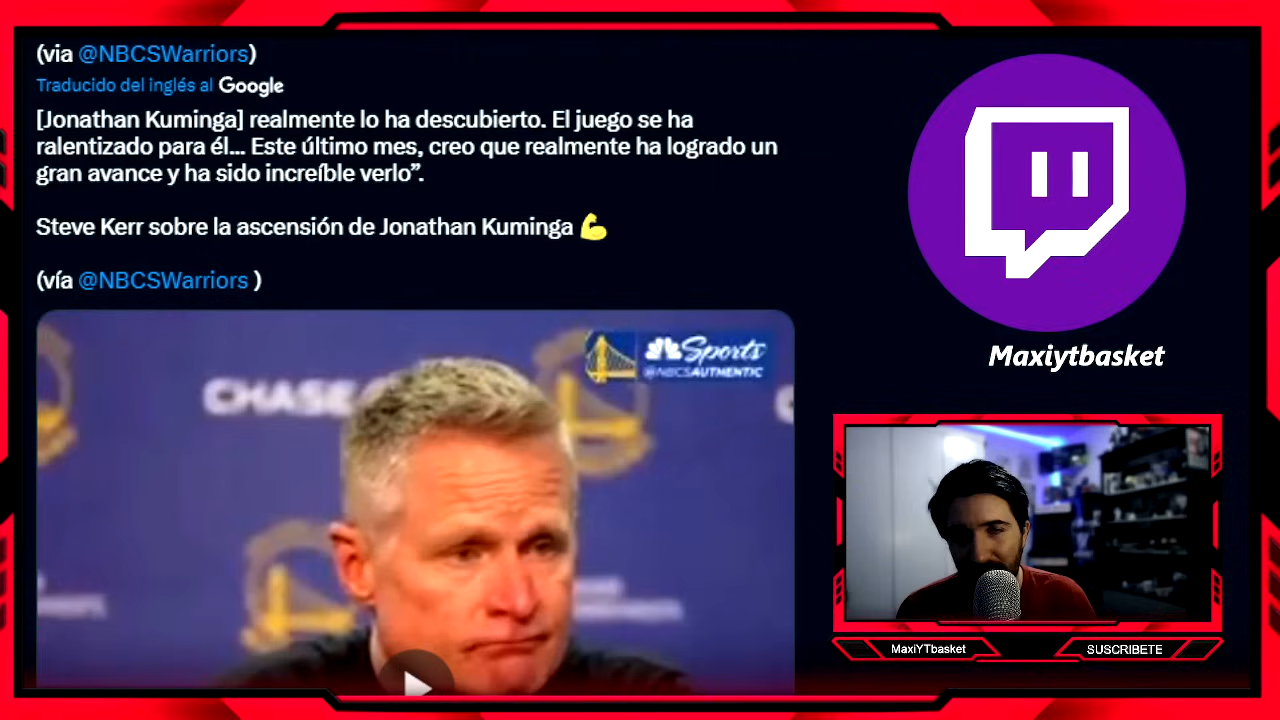 (via @NBCSWarriors)
Traducido del inglés al Google
[Jonathan Kuminga] realmente lo ha descubierto. El juego se ha
ralentizado para él... Este último mes, creo que realmente ha logrado un
gran avance y ha sido increíble verlo”.
Steve Kerr sobre la ascensión de Jonathan Kuminga 💪
(vía @NBCSWarriors )
Sports
@NBCSAUTHENTIC
CHASE
Maxiytbasket
MaxiYTbasket
SUSCRIBETE